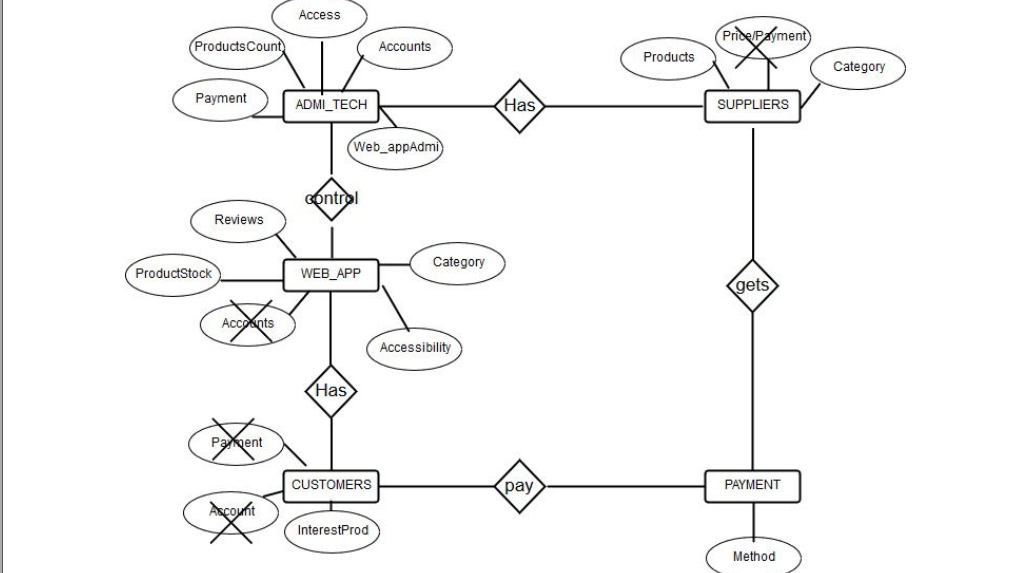 Access
ProductsCount
Accounts
Price/Payment
Products
Category
Payment
ADMI_TECH
Has
SUPPLIERS
Web_appAdmi
control
Reviews
ProductStock
WEB_APP
Category
gets
Accounts
Accessibility
Has
Payment
CUSTOMERS
pay
PAYMENT
Account
InterestProd
Method